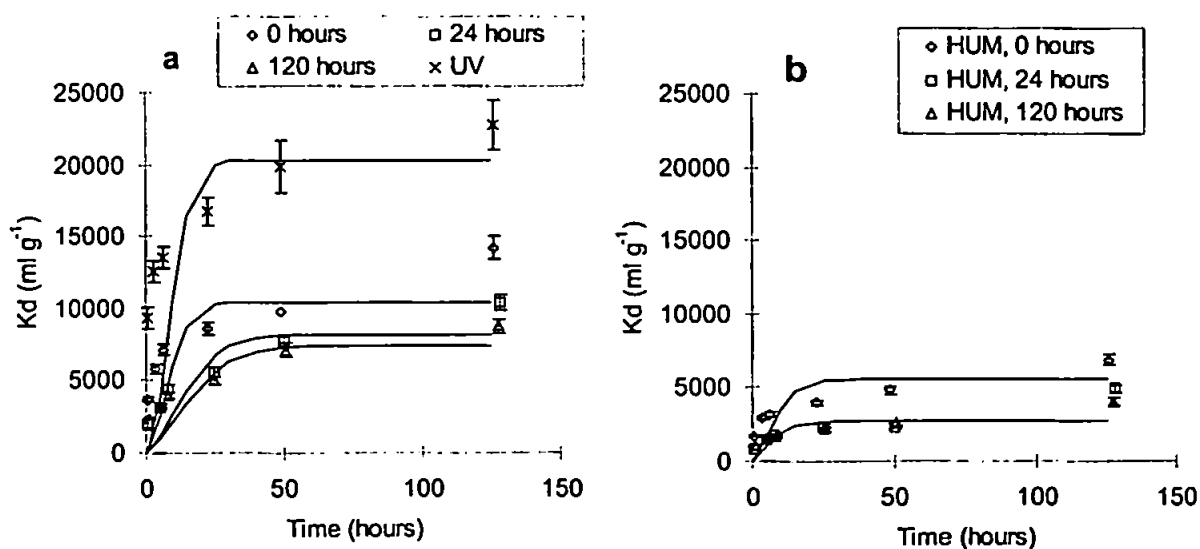 a
◇ 0 hours □ 24 hours
△ 120 hours × UV
25000
20000
15000
10000
5000
0
Kd (ml g⁻¹)
0 50 100 150
Time (hours)
b
◇ HUM, 0 hours
□ HUM, 24 hours
△ HUM, 120 hours
25000
20000
15000
10000
5000
0
Kd (ml g⁻¹)
0 50 100 150
Time (hours)